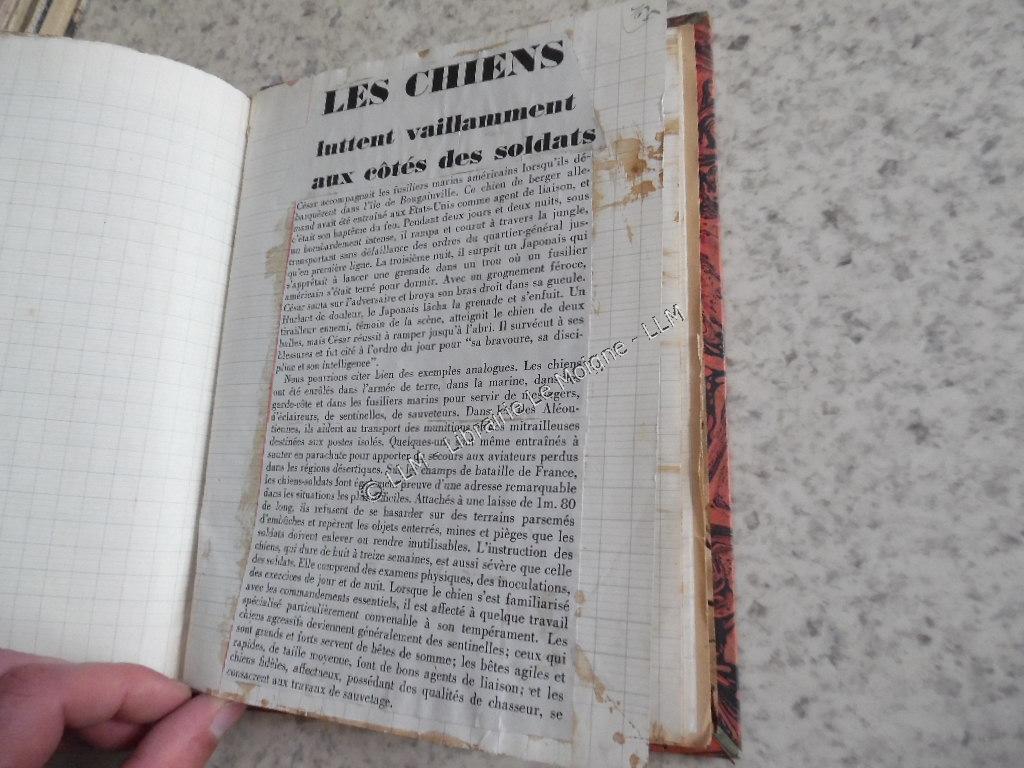 LES CHIENS
luttent vaillamment
aux côtés des soldats
César accompagnait les fusiliers marins américains lorsqu'ils dé-
barquèrent dans l'île de Bougainville. Ce chien de berger alle-
mand avait été entraîné aux Etats-Unis comme agent de liaison, et
c'était son baptême du feu. Pendant deux jours et deux nuits, sous
un bombardement intense, il rampa et courut à travers la jungle,
transportant sans défaillance des ordres du quartier-général jus-
qu'en première ligne. La troisième nuit, il surprit un Japonais qui
s'apprêtait à lancer une grenade dans un trou où un fusilier
américain s'était terré pour dormir. Avec un grognement féroce,
César sauta sur l'adversaire et broya son bras droit dans sa gueule.
Hurlant de douleur, le Japonais lâcha la grenade et s'enfuit. Un
tirailleur ennemi, témoin de la scène, atteignit le chien de deux
balles, mais César réussit à ramper jusqu'à l'abri. Il survécut à ses
blessures et fut cité à l'ordre du jour pour "sa bravoure, sa disci-
pline et son intelligence".
Nous pourrions citer bien des exemples analogues. Les chiens
ont été enrôlés dans l'armée de terre, dans la marine, dans
garde-côte et dans les fusiliers marins pour servir de messagers,
d'éclaireurs, de sentinelles, de sauveteurs. Dans les Aléou-
tiennes, ils aident au transport des munitions mitrailleuses
destinées aux postes isolés. Quelques-uns même entraînés à
sauter en parachute pour apporter secours aux aviateurs perdus
dans les régions désertiques. champs de bataille de France,
les chiens-soldats font preuve d'une adresse remarquable
dans les situations les plus difficiles. Attachés à une laisse de 1m. 80
de long, ils refusent de se hasarder sur des terrains parsemés
d'embûches et repèrent les objets enterrés, mines et pièges que les
soldats doivent enlever ou rendre inutilisables. L'instruction des
chiens, qui dure de huit à treize semaines, est aussi sévère que celle
des soldats. Elle comprend des examens physiques, des inoculations,
des exercices de jour et de nuit. Lorsque le chien s'est familiarisé
avec les commandements essentiels, il est affecté à quelque travail
spécialisé particulièrement convenable à son tempérament. Les
chiens agressifs deviennent généralement des sentinelles; ceux qui
sont grands et forts servent de bêtes de somme; les bêtes agiles et
rapides, de taille moyenne, font de bons agents de liaison; et les
chiens fidèles, affectueux, possédant des qualités de chasseur, se
consacrent aux travaux de sauvetage.
© LLM - Librairie Le Moigne - LLM